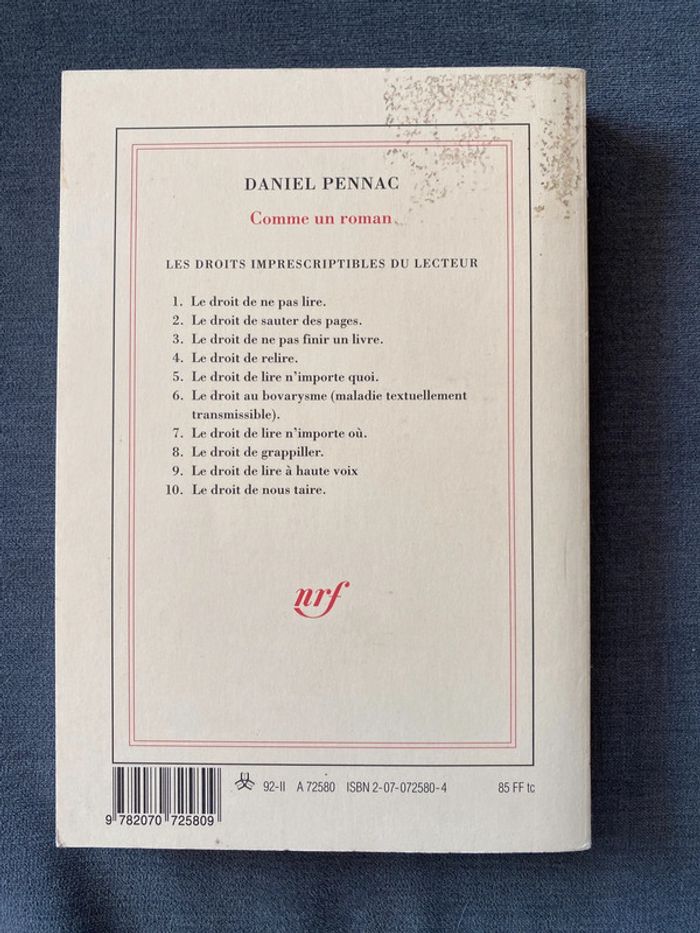 DANIEL PENNAC
Comme un roman
LES DROITS IMPRESCRIPTIBLES DU LECTEUR
1. Le droit de ne pas lire.
2. Le droit de sauter des pages.
3. Le droit de ne pas finir un livre.
4. Le droit de relire.
5. Le droit de lire n'importe quoi.
6. Le droit au bovarysme (maladie textuellement
transmissible).
7. Le droit de lire n'importe où.
8. Le droit de grappiller.
9. Le droit de lire à haute voix
10. Le droit de nous taire.
nrf
92-II A 72580 ISBN 2-07-072580-4 85 FF tc
9 782070 725809